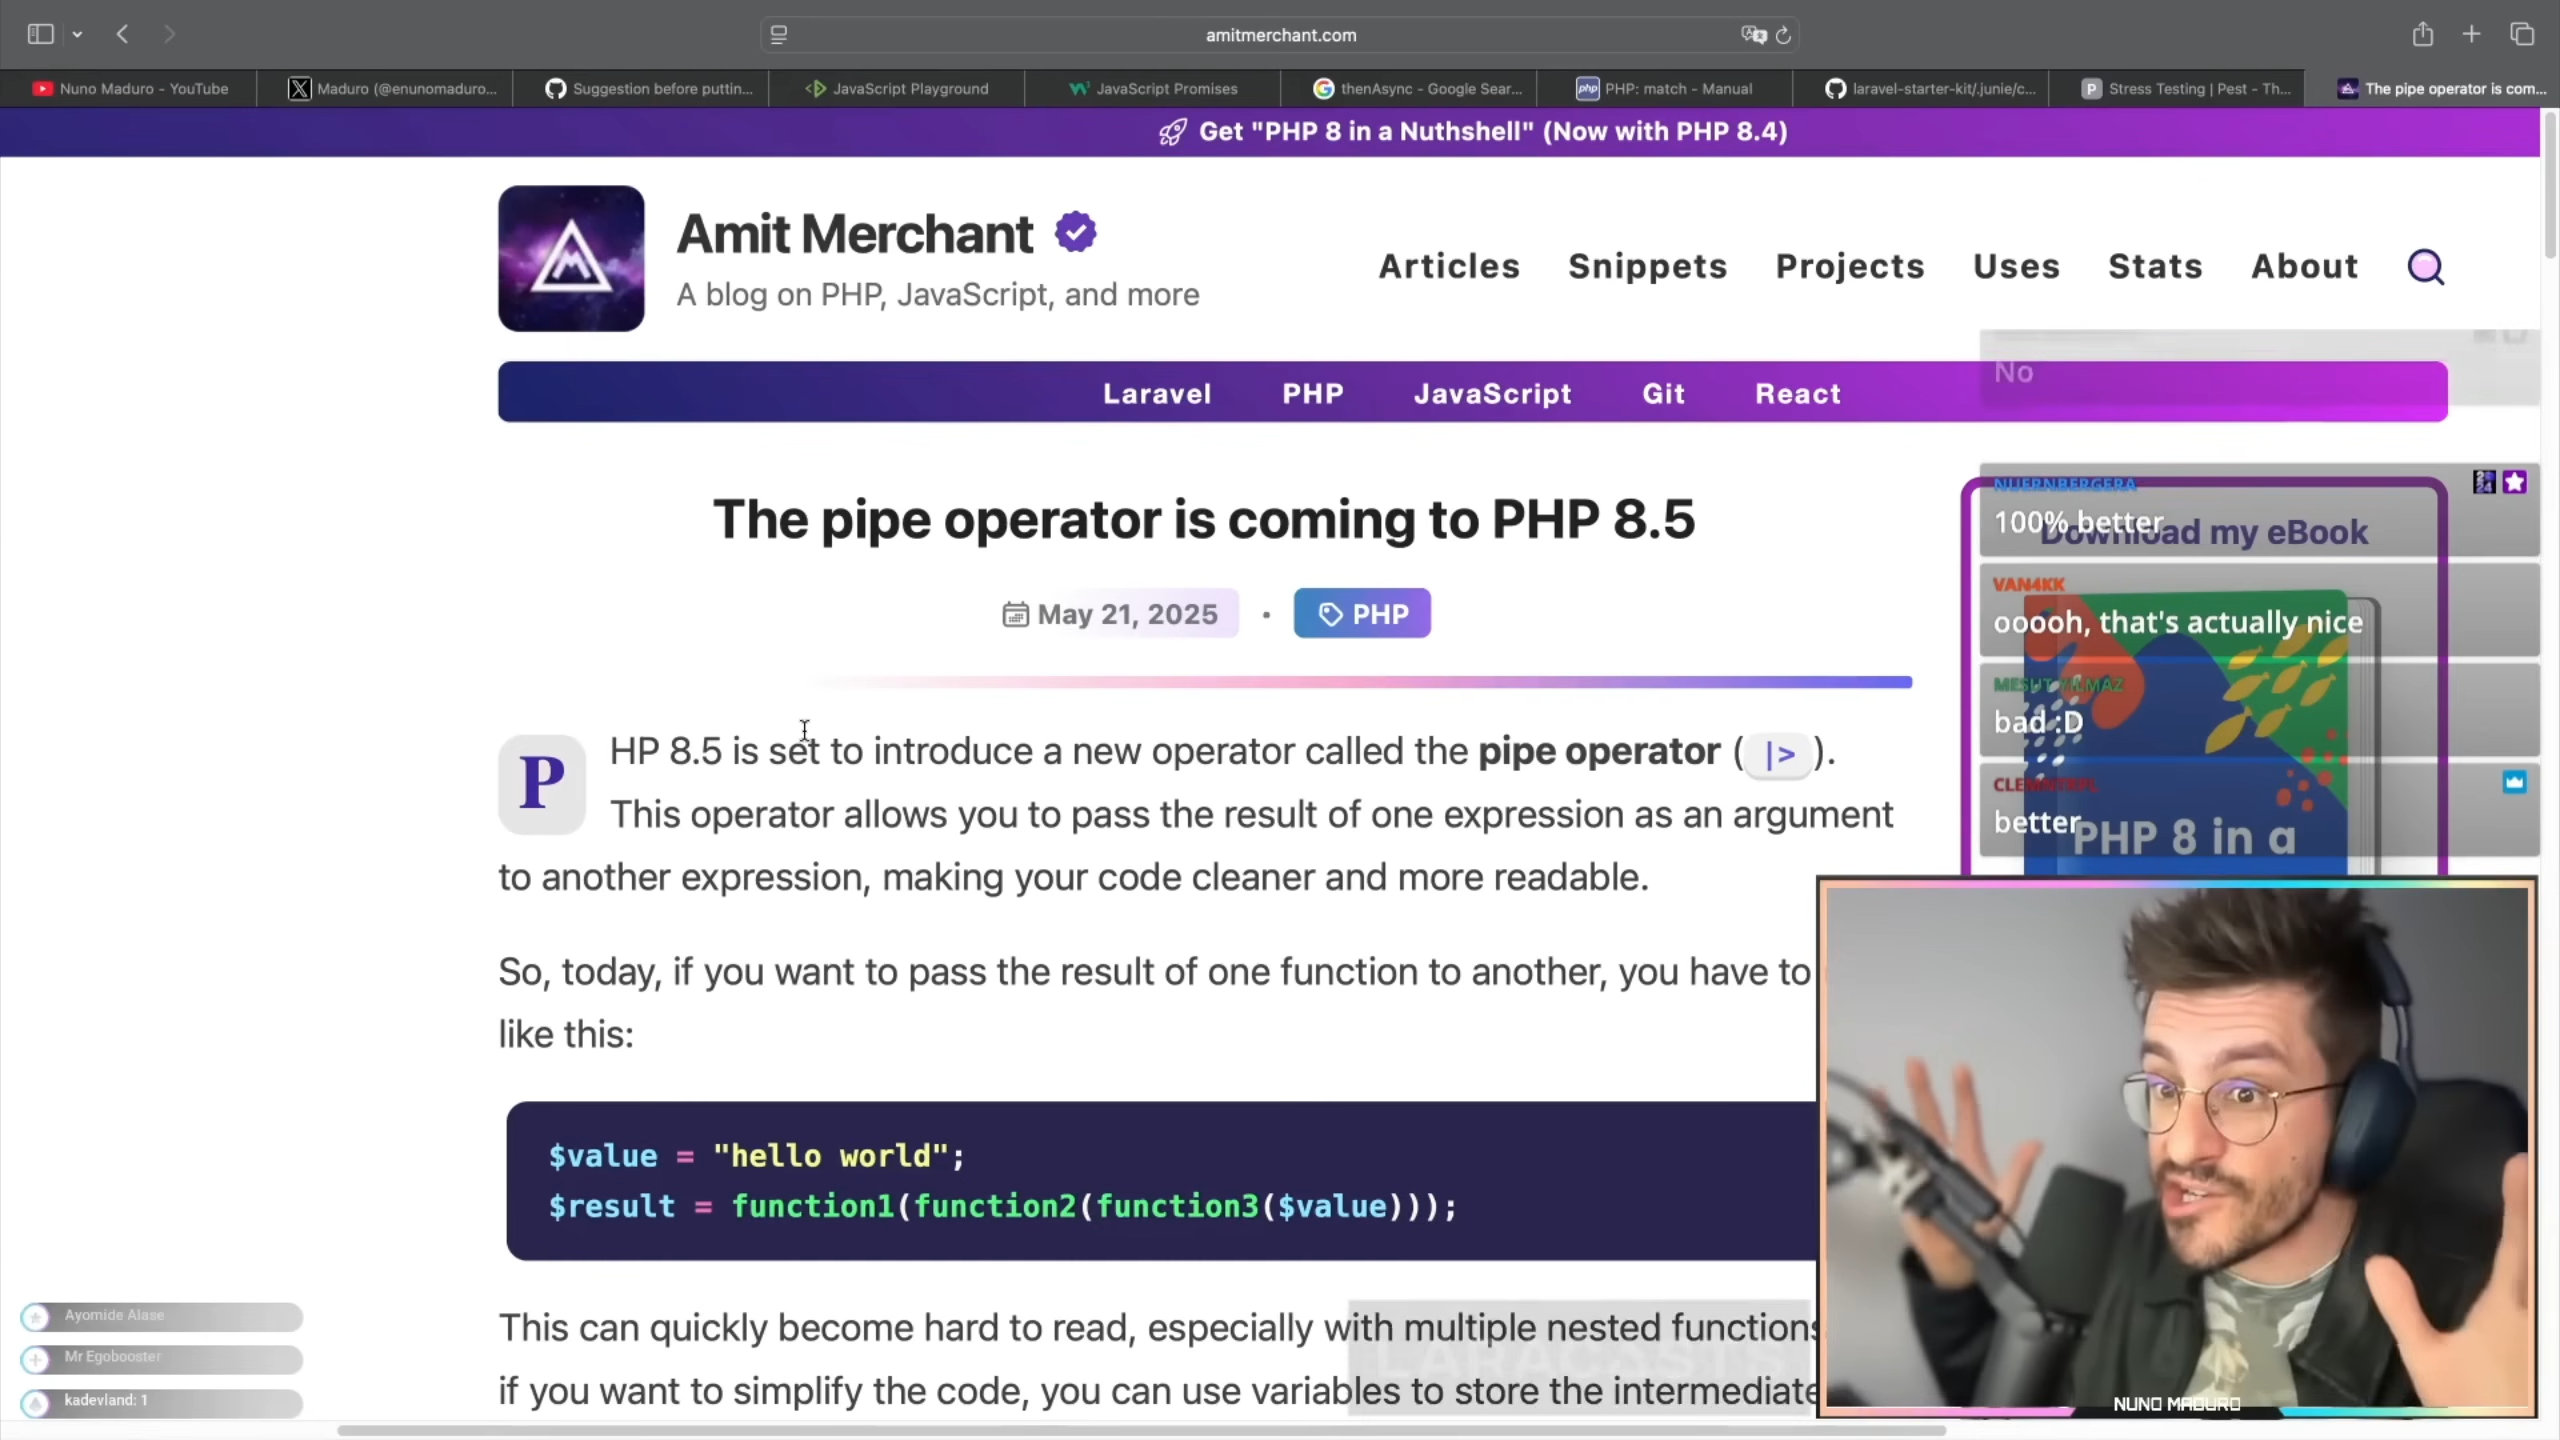 amitmerchant.com
Nuno Maduro - YouTube
Maduro (@enunomaduro...
Suggestion before puttin...
JavaScript Playground
JavaScript Promises
thenAsync - Google Sear...
PHP: match - Manual
laravel-starter-kit/.junie/c...
Stress Testing | Pest - Th...
The pipe operator is com...
Get "PHP 8 in a Nuthshell" (Now with PHP 8.4)
Amit Merchant
A blog on PHP, JavaScript, and more
Articles Snippets Projects Uses Stats About
Laravel PHP JavaScript Git React
No
The pipe operator is coming to PHP 8.5
May 21, 2025 · PHP
HP 8.5 is set to introduce a new operator called the pipe operator ( |> ).
P
This operator allows you to pass the result of one expression as an argument
to another expression, making your code cleaner and more readable.
So, today, if you want to pass the result of one function to another, you have to
like this:
$value = "hello world";
$result = function1(function2(function3($value)));
This can quickly become hard to read, especially with multiple nested functions
if you want to simplify the code, you can use variables to store the intermediate
LARACASTS
NUERNBERGERA
100% better
Download my eBook
VAN4KK
ooooh, that's actually nice
MESUT YILMAZ
bad :D
better
PHP 8 in a
NUNO MADURO
Ayomide Alase
Mr Egobooster
kadevland: 1